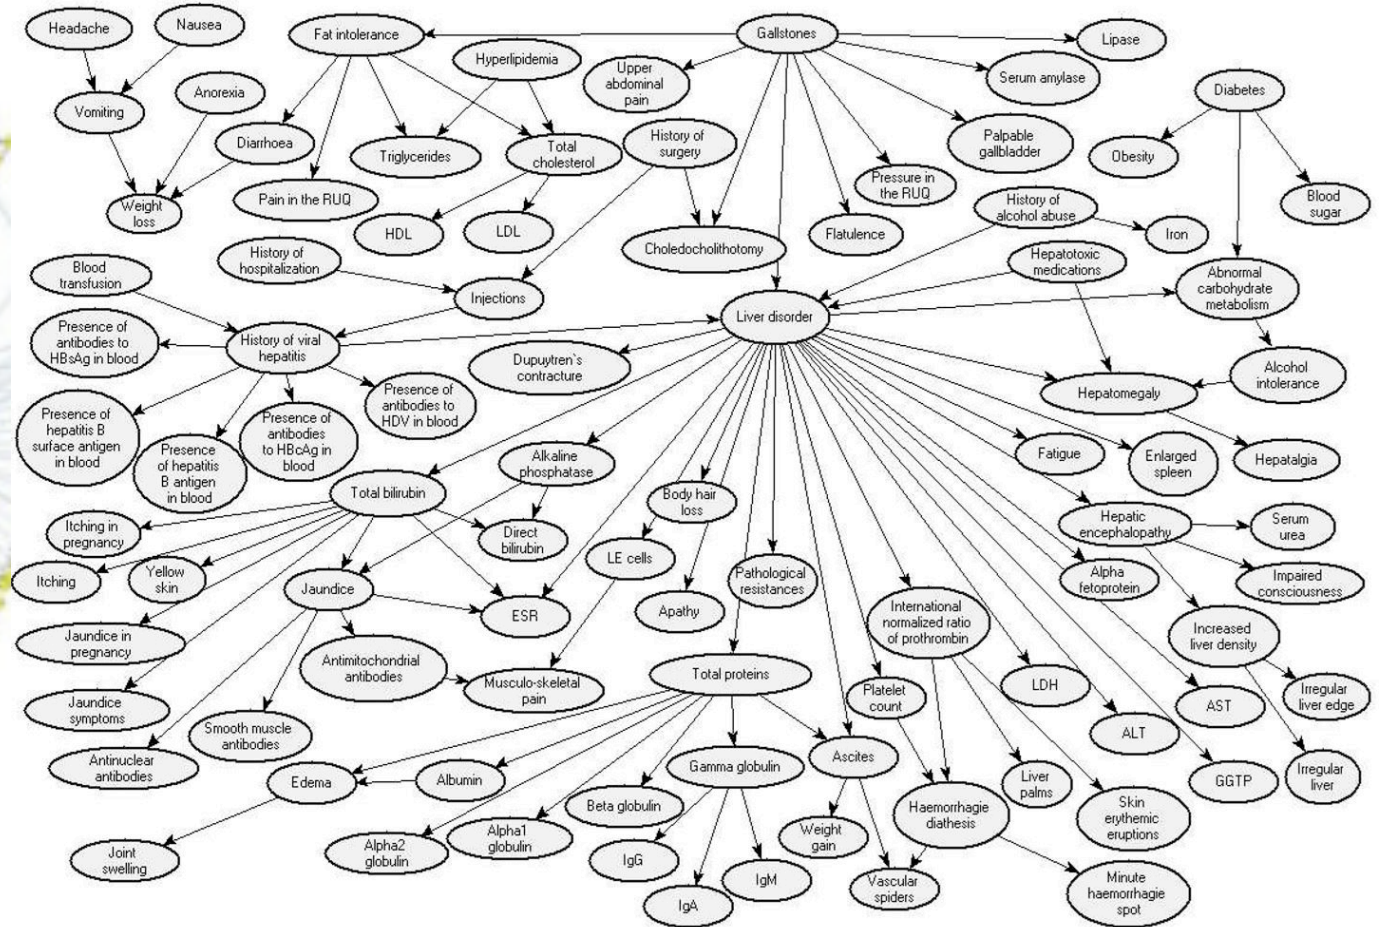 Headache
Nausea
Fat intolerance
Gallstones
Lipase
Hyperlipidemia
Upper
abdominal
pain
Serum amylase
Diabetes
Vomiting
Anorexia
Diarrhoea
Triglycerides
Total
cholesterol
History of
surgery
Palpable
gallbladder
Obesity
Weight
loss
Pain in the RUQ
Pressure in
the RUQ
Blood
sugar
HDL
LDL
Choledocholithotomy
Flatulence
History of
alcohol abuse
Iron
History of
hospitalization
Hepatotoxic
medications
Blood
transfusion
Injections
Abnormal
carbohydrate
metabolism
Liver disorder
Presence of
antibodies to
HBsAg in blood
History of viral
hepatitis
Dupuytren`s
contracture
Alcohol
intolerance
Hepatomegaly
Presence of
hepatitis B
surface antigen
in blood
Presence
of hepatitis
B antigen
in blood
Presence of
antibodies
to HBcAg in
blood
Presence of
antibodies to
HDV in blood
Fatigue
Enlarged
spleen
Hepatalgia
Alkaline
phosphatase
Total bilirubin
Body hair
loss
Hepatic
encephalopathy
Serum
urea
Itching in
pregnancy
Direct
bilirubin
Itching
Yellow
skin
Jaundice
LE cells
Pathological
resistances
Alpha
fetoprotein
Impaired
consciousness
ESR
Apathy
International
normalized ratio
of prothrombin
Jaundice in
pregnancy
Increased
liver density
Antimitochondrial
antibodies
Musculo-skeletal
pain
Total proteins
Platelet
count
LDH
Irregular
liver edge
Jaundice
symptoms
Smooth muscle
antibodies
AST
ALT
Antinuclear
antibodies
Edema
Albumin
Gamma globulin
Ascites
Liver
palms
GGTP
Irregular
liver
Beta globulin
Haemorrhagie
diathesis
Skin
erythemic
eruptions
Joint
swelling
Alpha2
globulin
Alpha1
globulin
IgG
Weight
gain
IgM
IgA
Vascular
spiders
Minute
haemorrhagie
spot